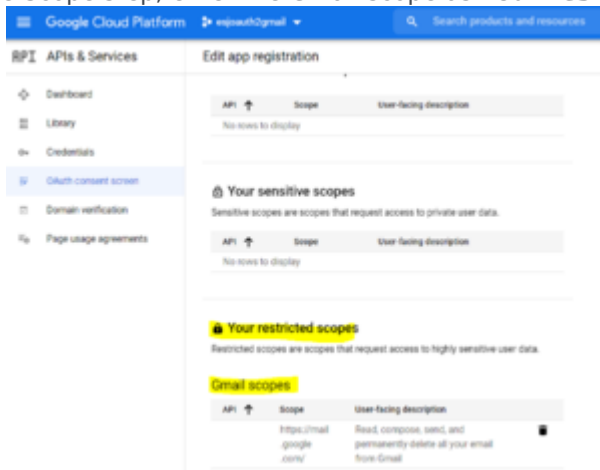 Google Cloud Platform
Search products and resources
API APIs & Services
Edit app registration
Dashboard
Library
Credentials
OAuth consent screen
Domain verification
Page usage agreements
API ↑ Scope User-facing description
No rows to display
Your sensitive scopes
Sensitive scopes are scopes that request access to private user data.
API ↑ Scope User-facing description
No rows to display
Your restricted scopes
Restricted scopes are scopes that request access to highly sensitive user data.
Gmail scopes
API ↑ Scope User-facing description
https://mail Read, compose, send, and
.google permanently delete all your email
.com/ from Gmail